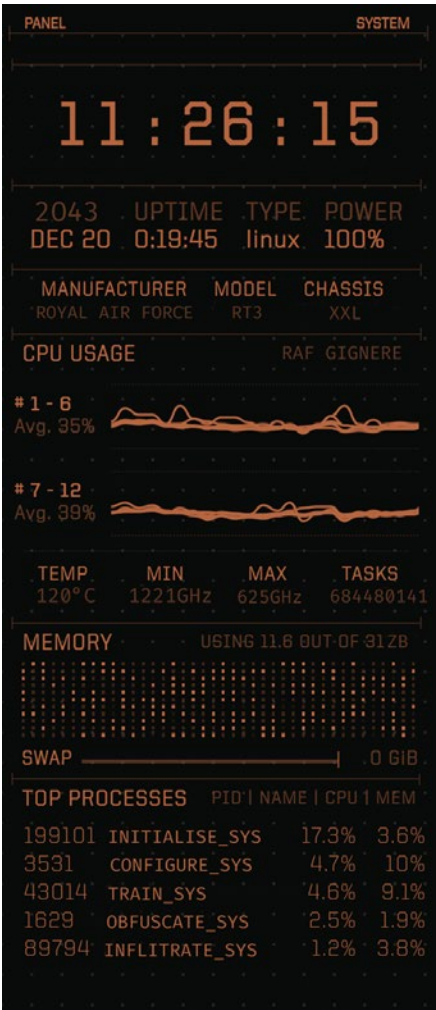 PANEL SYSTEM
11:26:15
2043 UPTIME TYPE POWER
DEC 20 0:19:45 linux 100%
MANUFACTURER MODEL CHASSIS
ROYAL AIR FORCE RT3 XXL
CPU USAGE RAF GIGNERE
#1-6
Avg. 35%
#7-12
Avg. 39%
TEMP MIN MAX TASKS
120°C 1221GHz 625GHz 684480141
MEMORY USING 11.6 OUT OF 31ZB
SWAP 0 GiB
TOP PROCESSES PID | NAME | CPU | MEM
199101 INITIALISE_SYS 17.3% 3.6%
3531 CONFIGURE_SYS 4.7% 10%
43014 TRAIN_SYS 4.6% 9.1%
1629 OBFUSCATE_SYS 2.5% 1.9%
89794 INFLITRATE_SYS 1.2% 3.8%